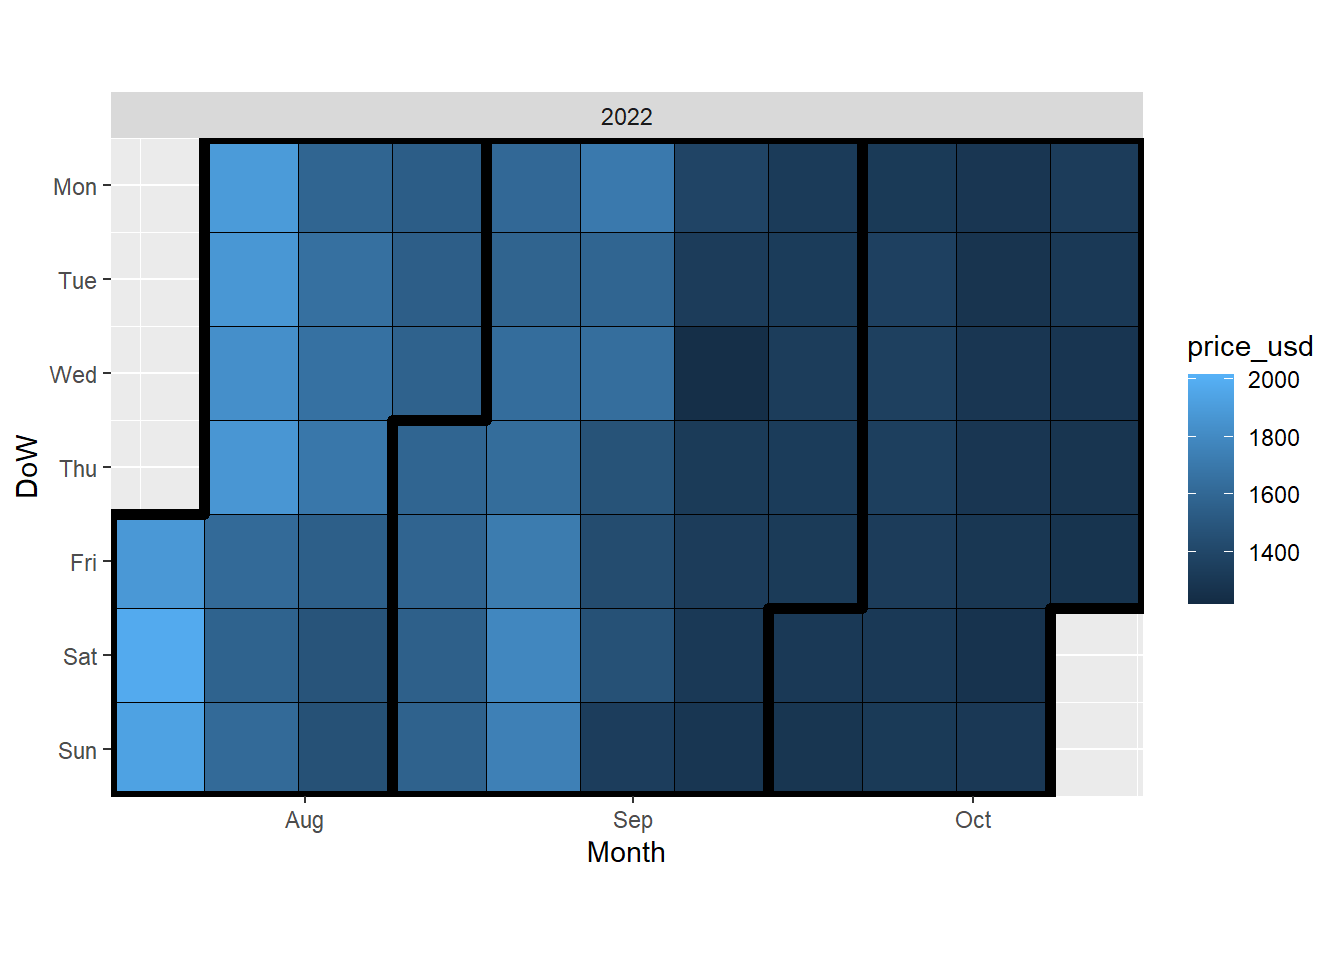 2022
Mon
Tue
Wed
Thu
Fri
Sat
Sun
DoW
Aug Sep Oct
Month
price_usd
2000
1800
1600
1400